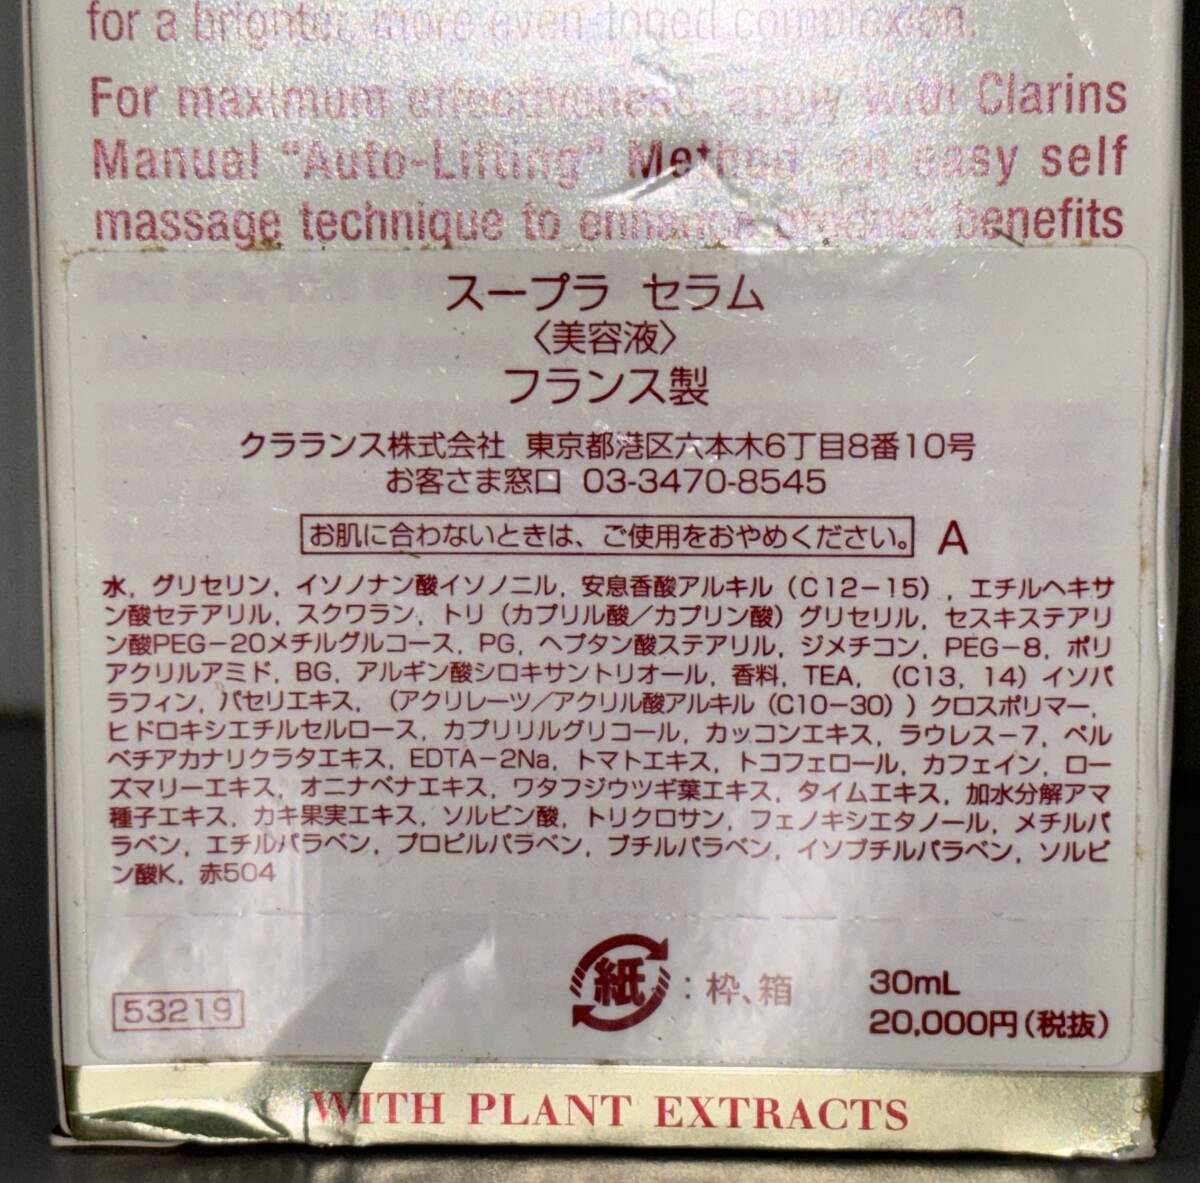 for a brighter, more even-toned complexion.
For maximum effectiveness, apply with Clarins
Manual "Auto-Lifting" Method, an easy self
massage technique to enhance product benefits
スープラ セラム
〈美容液〉
フランス製
クラランス株式会社 東京都港区六本木6丁目8番10号
お客さま窓口 03-3470-8545
お肌に合わないときは、ご使用をおやめください。 A
水, グリセリン, イソノナン酸イソノニル, 安息香酸アルキル（C12−15）, エチルヘキサ
ン酸セテアリル, スクワラン, トリ（カプリル酸／カプリン酸）グリセリル, セスキステアリ
ン酸PEG−20メチルグルコース, PG, ヘプタン酸ステアリル, ジメチコン, PEG−8, ポリ
アクリルアミド, BG, アルギン酸シロキサントリオール, 香料, TEA, （C13, 14）イソパ
ラフィン, パセリエキス, （アクリレーツ／アクリル酸アルキル（C10−30））クロスポリマー,
ヒドロキシエチルセルロース, カプリリルグリコール, カッコンエキス, ラウレス−7, ペル
ベチアカナリクラタエキス, EDTA−2Na, トマトエキス, トコフェロール, カフェイン, ロー
ズマリーエキス, オニナベナエキス, ワタフジウツギ葉エキス, タイムエキス, 加水分解アマ
種子エキス, カキ果実エキス, ソルビン酸, トリクロサン, フェノキシエタノール, メチルパ
ラベン, エチルパラベン, プロピルパラベン, ブチルパラベン, イソブチルパラベン, ソルビ
ン酸K, 赤504
53219
紙 : 枠、箱
30mL
20,000円（税抜）
WITH PLANT EXTRACTS